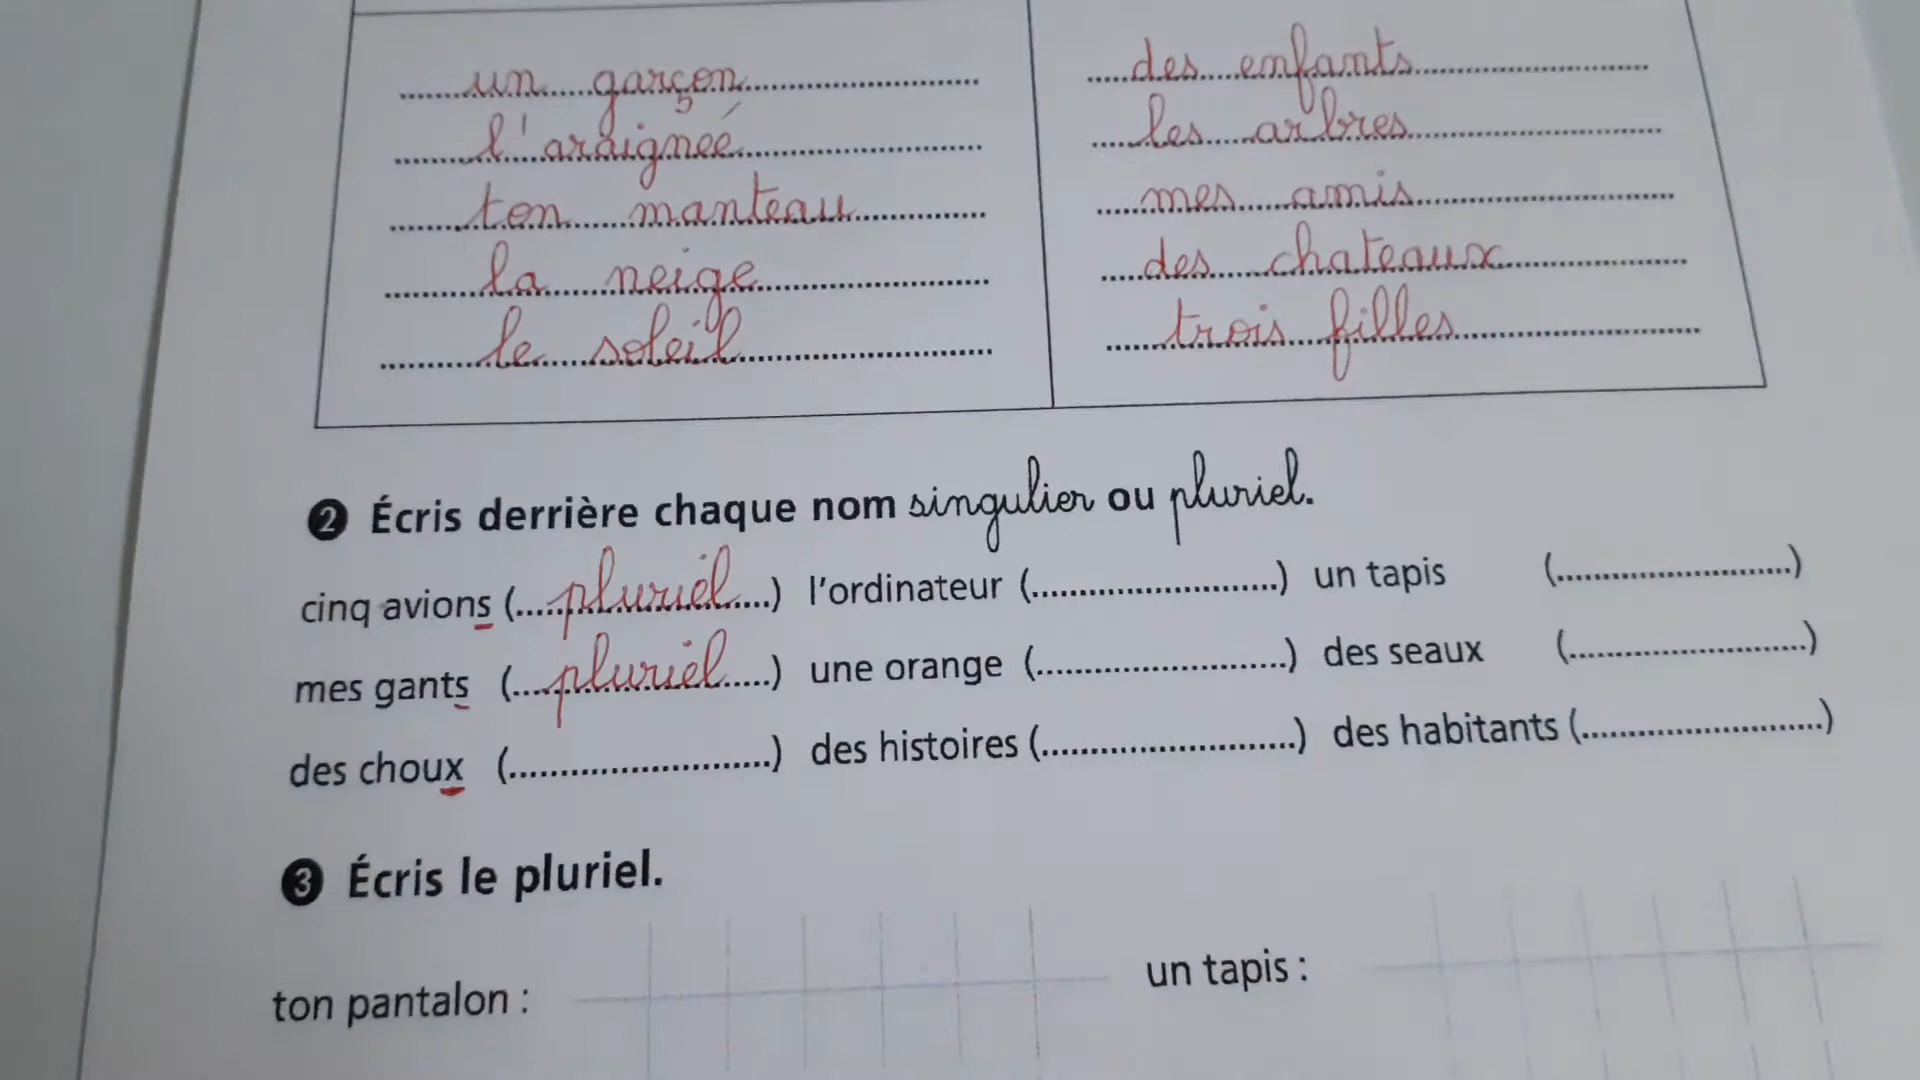 un garçon
l'araignée
ton manteau
la neige
le soleil
des enfants
les arbres
mes amis
des chateaux
trois filles
2 Écris derrière chaque nom singulier ou pluriel.
cinq avions (....pluriel....) l'ordinateur (........................) un tapis (........................)
mes gants (....pluriel....) une orange (........................) des seaux (........................)
des choux (........................) des histoires (........................) des habitants (........................)
3 Écris le pluriel.
ton pantalon : un tapis :